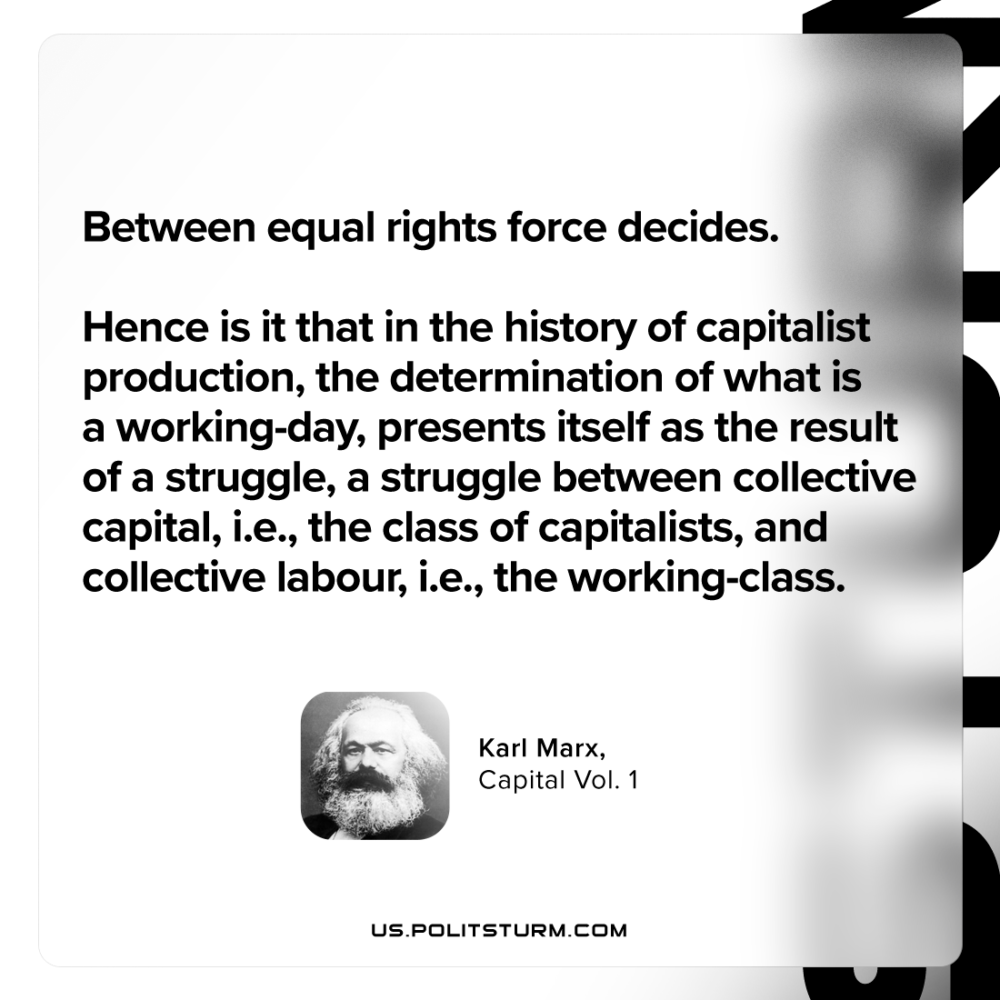 Between equal rights force decides.
Hence is it that in the history of capitalist
production, the determination of what is
a working-day, presents itself as the result
of a struggle, a struggle between collective
capital, i.e., the class of capitalists, and
collective labour, i.e., the working-class.
Karl Marx,
Capital Vol. 1
US.POLITSTURM.COM